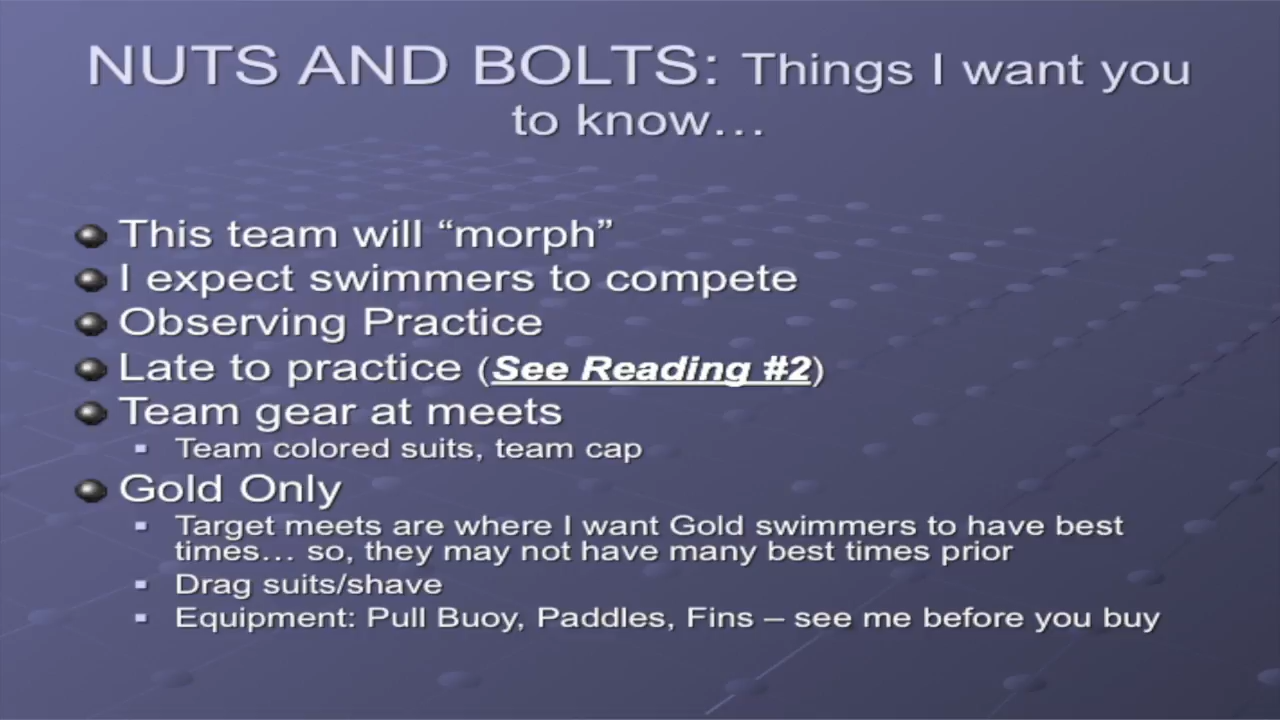 NUTS AND BOLTS: Things I want you
to know…
This team will “morph”
I expect swimmers to compete
Observing Practice
Late to practice (See Reading #2)
Team gear at meets
Team colored suits, team cap
Gold Only
Target meets are where I want Gold swimmers to have best
times… so, they may not have many best times prior
Drag suits/shave
Equipment: Pull Buoy, Paddles, Fins – see me before you buy